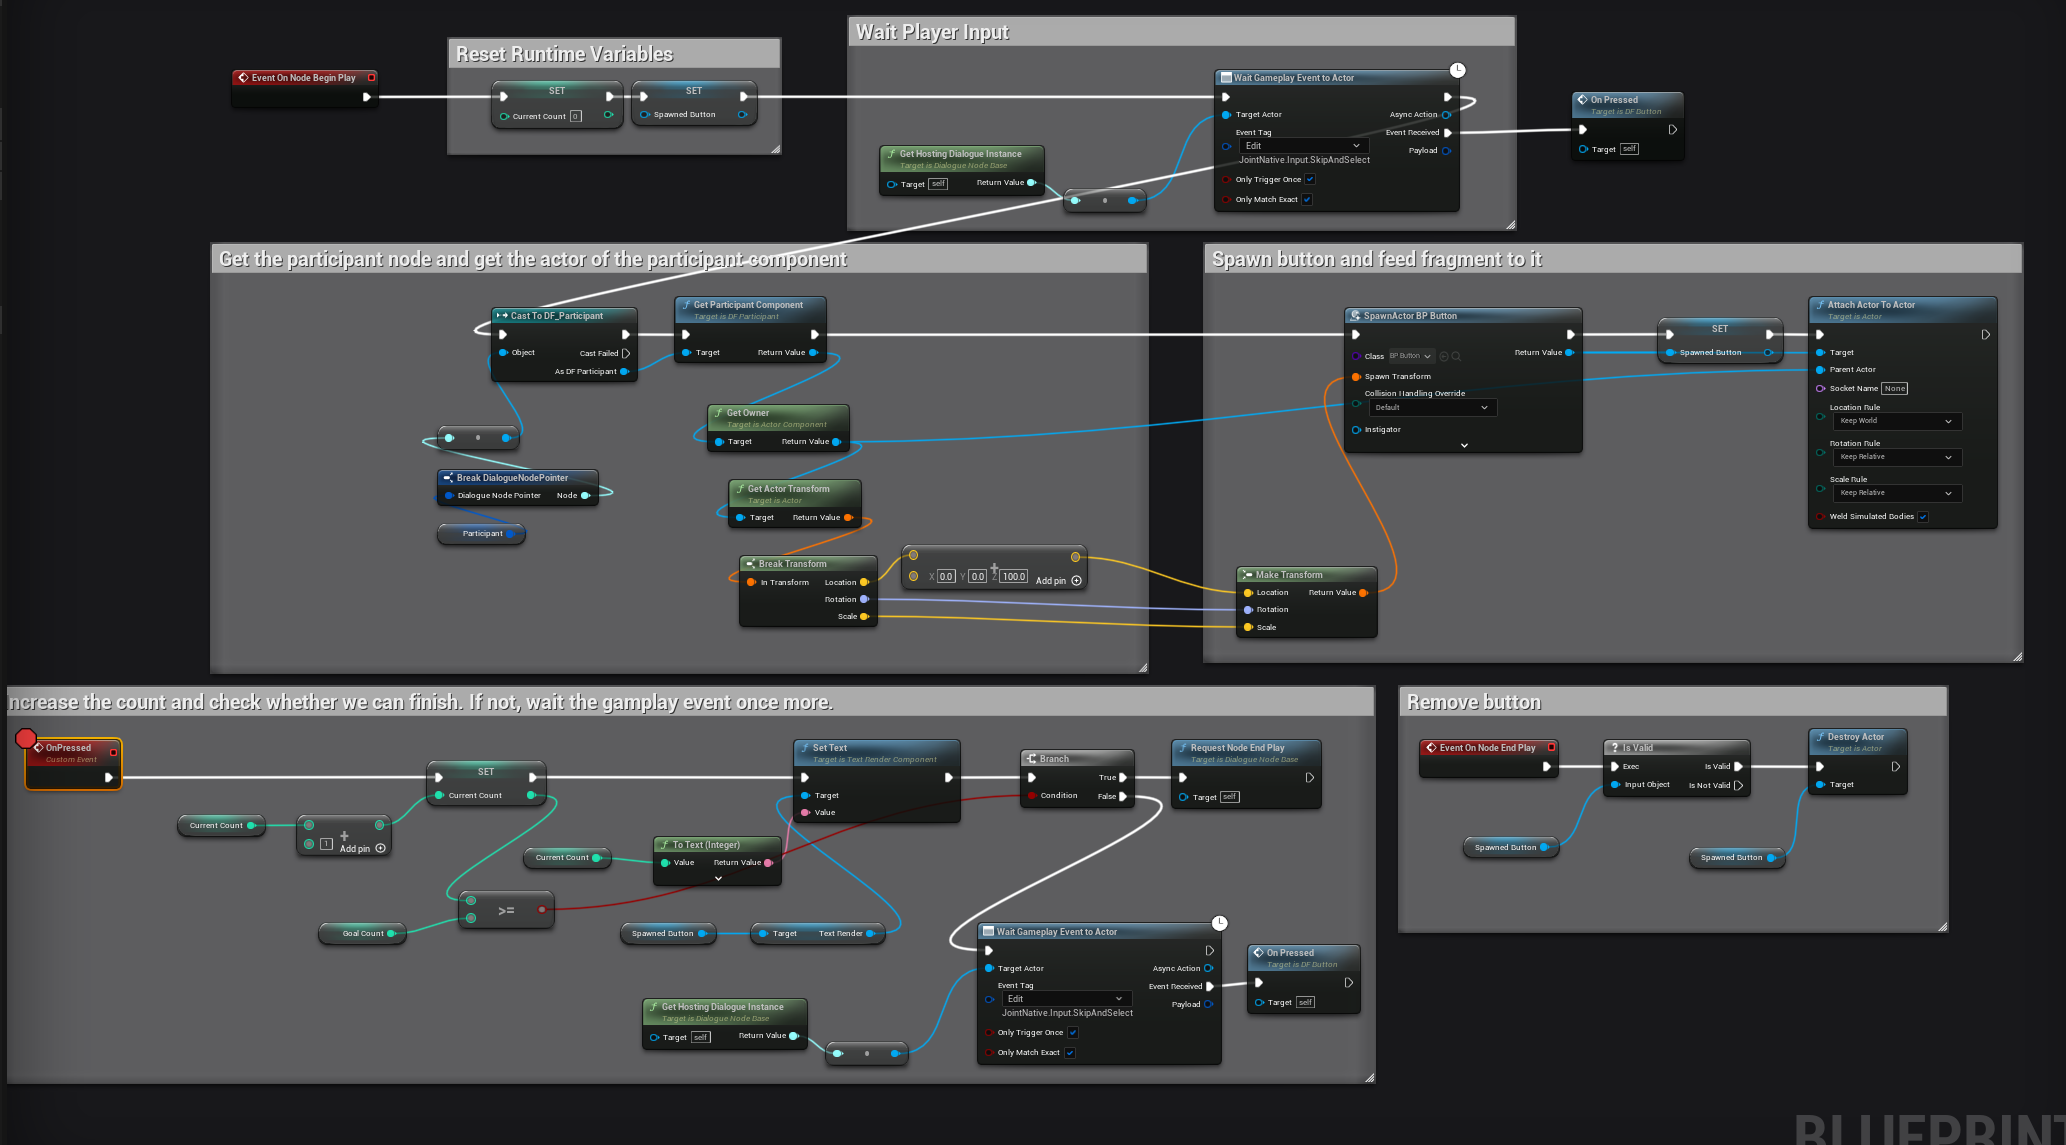 Reset Runtime Variables
Event On Node Begin Play
SET
Current Count 0
SET
Spawned Button
Wait Player Input
Wait Gameplay Event to Actor
Target Actor
Async Action
Event Tag
Event Received
Edit
Payload
JointNative.Input.SkipAndSelect
Only Trigger Once
Only Match Exact
Get Hosting Dialogue Instance
Target is Dialogue Node Base
Target self
Return Value
On Pressed
Target is DF Button
Target self
Get the participant node and get the actor of the participant component
Cast To DF_Participant
Object
Cast Failed
As DF Participant
Get Participant Component
Target is DF Participant
Target
Return Value
Get Owner
Target is Actor Component
Target
Return Value
Break DialogueNodePointer
Dialogue Node Pointer
Node
Participant
Get Actor Transform
Target is Actor
Target
Return Value
Break Transform
In Transform
Location
Rotation
Scale
X 0.0 Y 0.0 Z 100.0
Add pin
Spawn button and feed fragment to it
SpawnActor BP Button
Class BP Button
Return Value
Spawn Transform
Collision Handling Override
Default
Instigator
SET
Spawned Button
Attach Actor To Actor
Target is Actor
Target
Parent Actor
Socket Name None
Location Rule
Keep World
Rotation Rule
Keep Relative
Scale Rule
Keep Relative
Weld Simulated Bodies
Make Transform
Location
Return Value
Rotation
Scale
ncrease the count and check whether we can finish. If not, wait the gamplay event once more.
OnPressed
Custom Event
SET
Current Count
Current Count
1
Add pin
Goal Count
>=
Current Count
To Text (Integer)
Value
Return Value
Set Text
Target is Text Render Component
Target
Value
Spawned Button
Target
Text Render
Branch
True
Condition
False
Request Node End Play
Target is Dialogue Node Base
Target self
Get Hosting Dialogue Instance
Target is Dialogue Node Base
Target self
Return Value
Wait Gameplay Event to Actor
Target Actor
Async Action
Event Tag
Event Received
Edit
Payload
JointNative.Input.SkipAndSelect
Only Trigger Once
Only Match Exact
On Pressed
Target is DF Button
Target self
Remove button
Event On Node End Play
? Is Valid
Exec
Is Valid
Input Object
Is Not Valid
Destroy Actor
Target is Actor
Target
Spawned Button
Spawned Button
BLUEPRINT